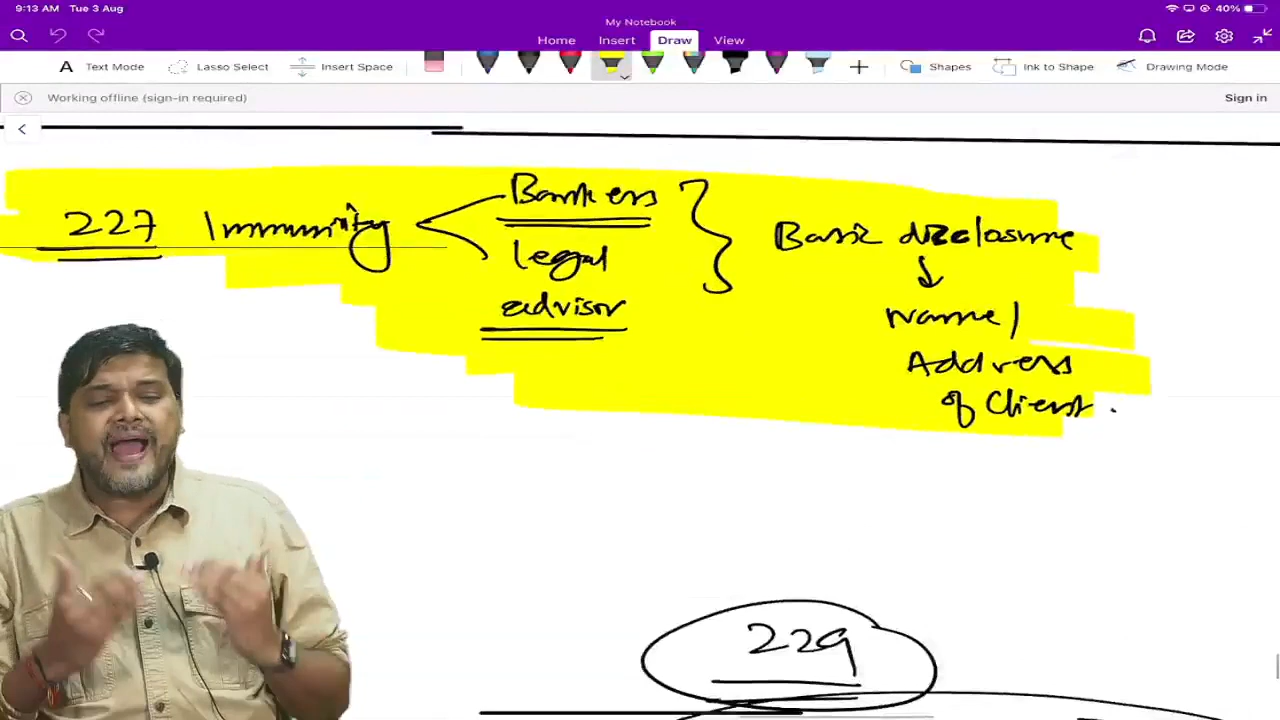 9:13 AM Tue 3 Aug
40%
My Notebook
Home Insert Draw View
Text Mode Lasso Select Insert Space Shapes Ink to Shape Drawing Mode
Working offline (sign-in required) Sign in
227 Immunity Bankers
legal
advisor
Basic disclosure
Name/
Address
of Client.
229